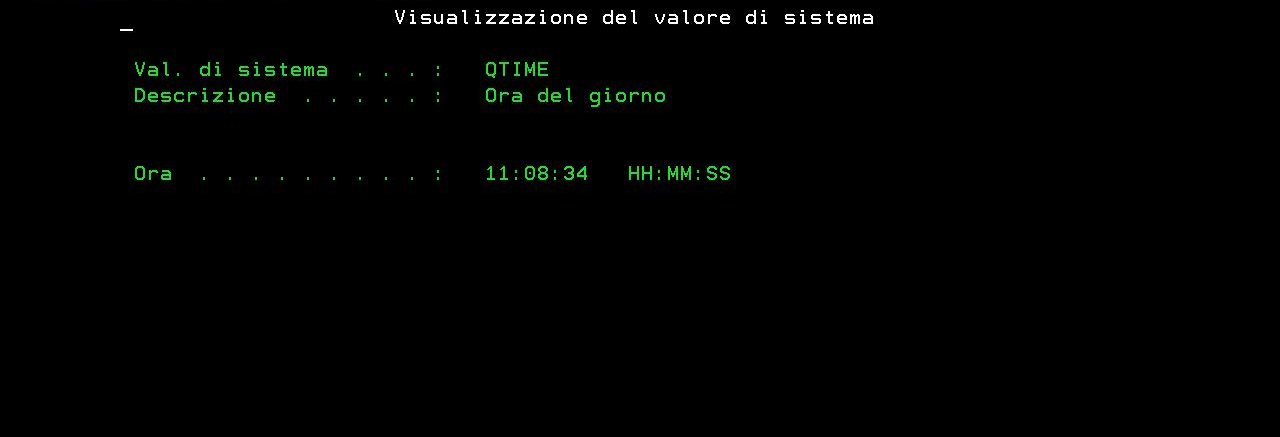 Visualizzazione del valore di sistema
Val. di sistema . . . : QTIME
Descrizione . . . . . : Ora del giorno
Ora . . . . . . . . . : 11:08:34 HH:MM:SS